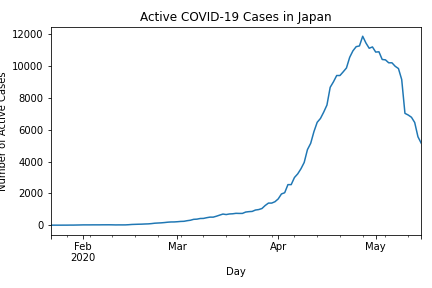 Active COVID-19 Cases in Japan
Number of Active Cases
12000
10000
8000
6000
4000
2000
0
Feb
2020
Mar
Apr
May
Day